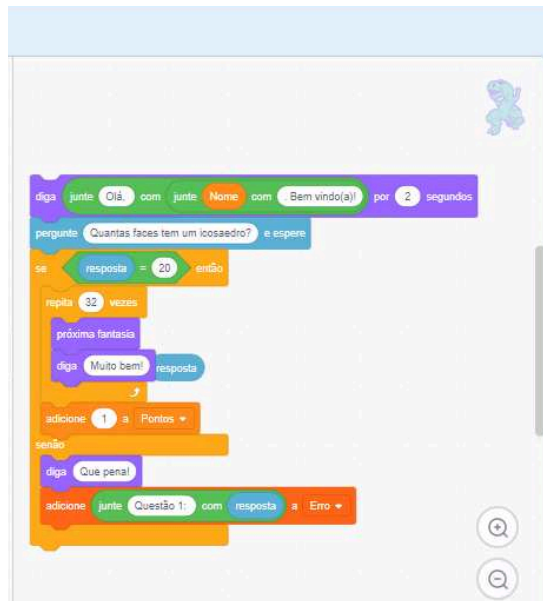 diga junte Olá, com junte Nome com . Bem vindo(a)! por 2 segundos
pergunte Quantas faces tem um icosaedro? e espere
se resposta = 20 então
repita 32 vezes
próxima fantasia
diga Muito bem! resposta
adicione 1 a Pontos
senão
diga Que pena!
adicione junte Questão 1: com resposta a Erro